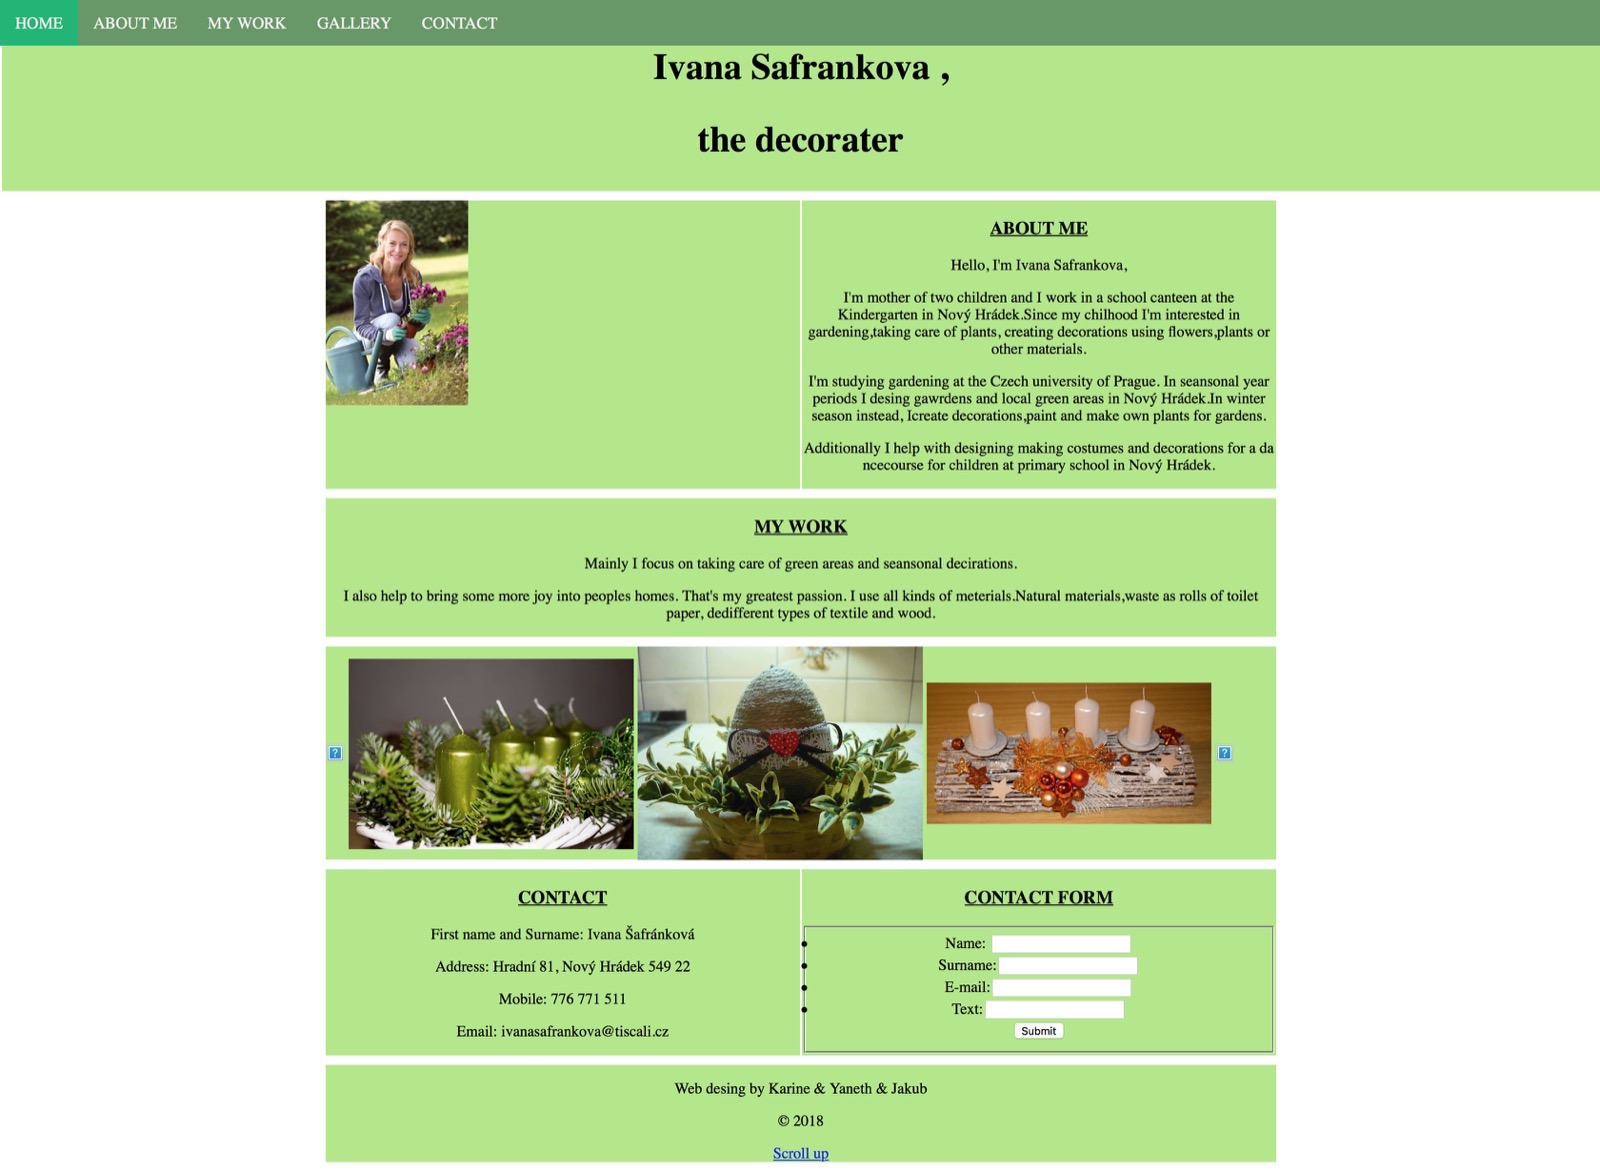 HOME ABOUT ME MY WORK GALLERY CONTACT
Ivana Safrankova ,
the decorater
ABOUT ME
Hello, I'm Ivana Safrankova,
I'm mother of two children and I work in a school canteen at the
Kindergarten in Nový Hrádek.Since my chilhood I'm interested in
gardening,taking care of plants, creating decorations using flowers,plants or
other materials.
I'm studying gardening at the Czech university of Prague. In seansonal year
periods I desing gawrdens and local green areas in Nový Hrádek.In winter
season instead, Icreate decorations,paint and make own plants for gardens.
Additionally I help with designing making costumes and decorations for a da
ncecourse for children at primary school in Nový Hrádek.
MY WORK
Mainly I focus on taking care of green areas and seansonal decirations.
I also help to bring some more joy into peoples homes. That's my greatest passion. I use all kinds of meterials.Natural materials,waste as rolls of toilet
paper, dedifferent types of textile and wood.
CONTACT
First name and Surname: Ivana Šafránková
Address: Hradní 81, Nový Hrádek 549 22
Mobile: 776 771 511
Email: ivanasafrankova@tiscali.cz
CONTACT FORM
Name:
Surname:
E-mail:
Text:
Submit
Web desing by Karine & Yaneth & Jakub
© 2018
Scroll up